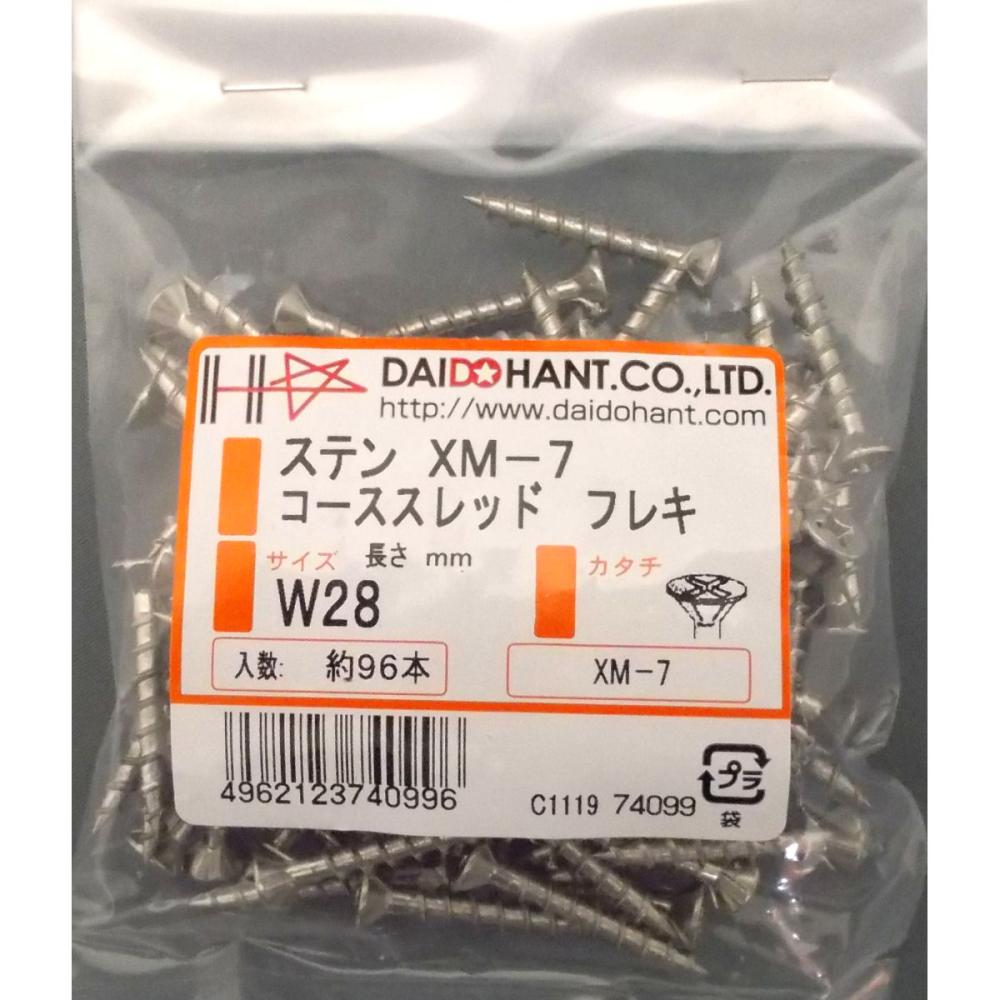 DAIDOHANT.CO.,LTD.
http://www.daidohant.com
ステン XM-7
コーススレッド フレキ
サイズ 長さ mm
W28
カタチ
入数: 約96本
XM-7
4962123740996
C1119 74099
プラ
袋